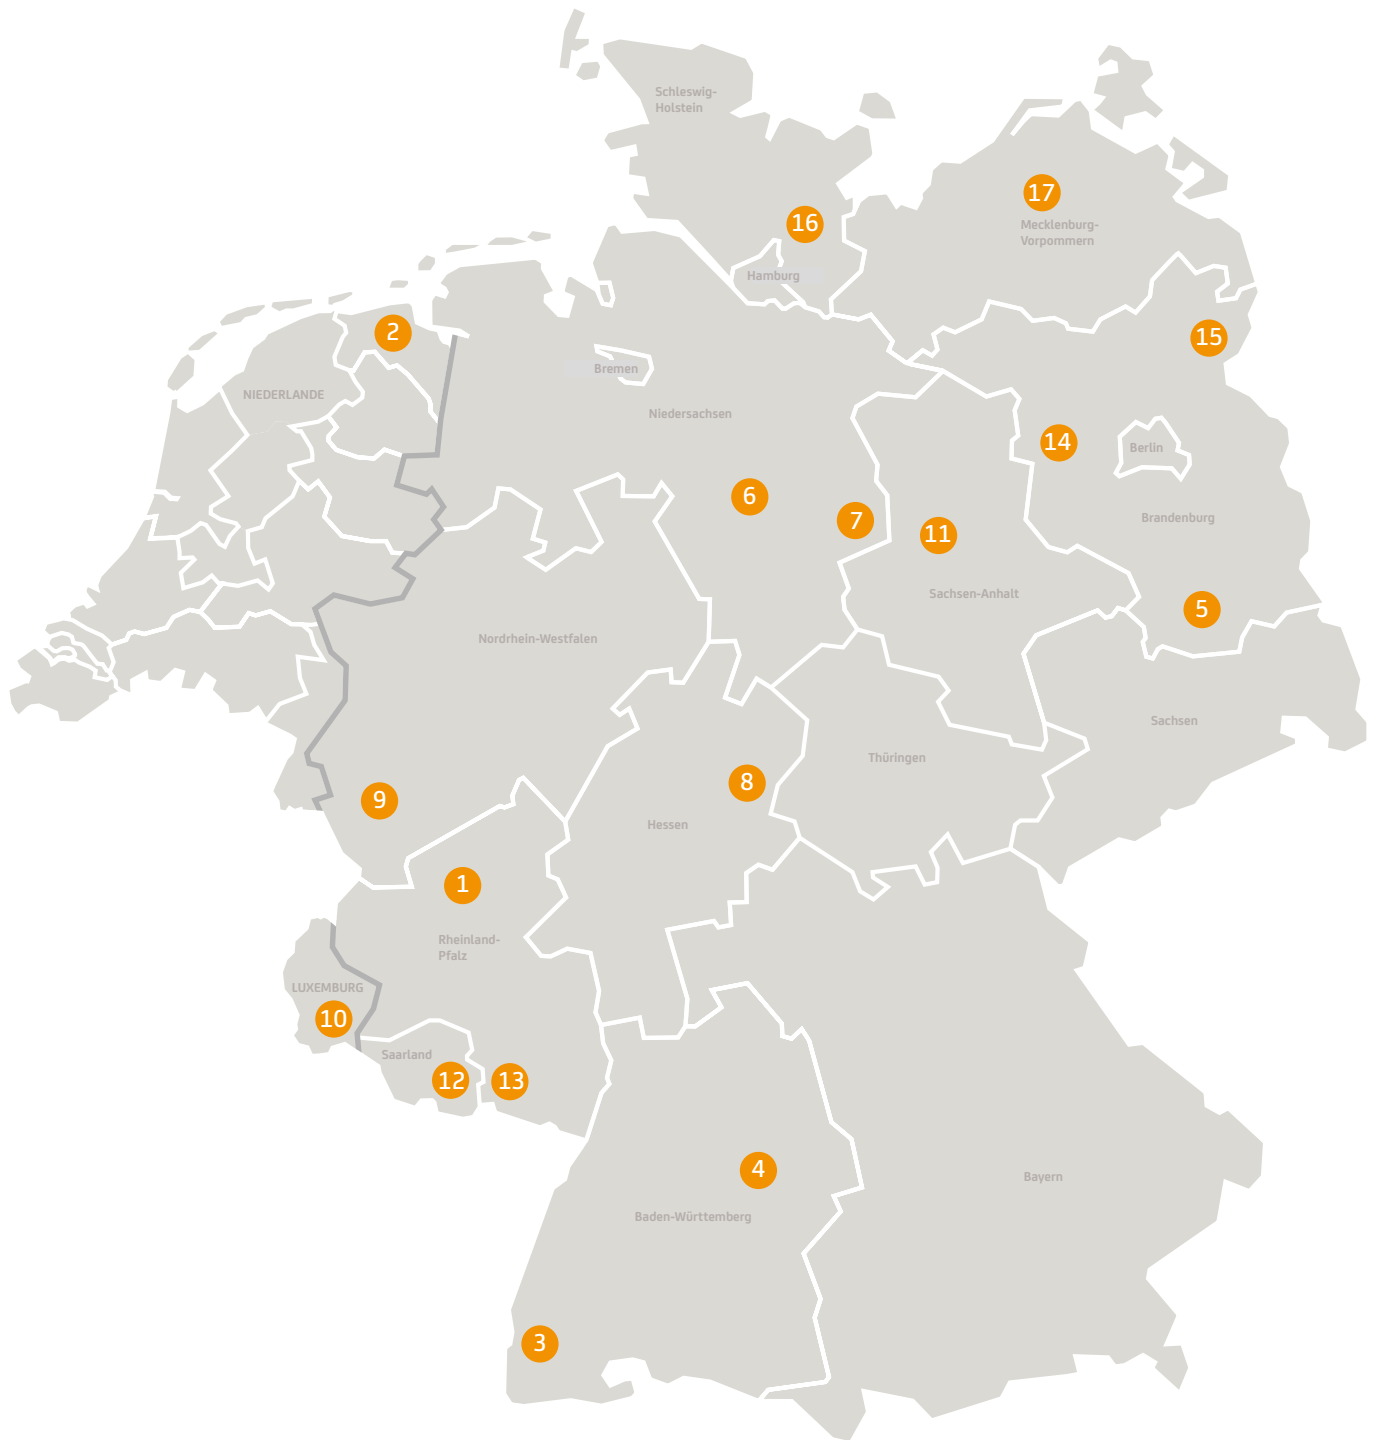 Schleswig-
Holstein
17
Mecklenburg-
Vorpommern
16
Hamburg
2
15
Bremen
NIEDERLANDE
Niedersachsen
14
Berlin
6
7
11
Brandenburg
Sachsen-Anhalt
5
Nordrhein-Westfalen
Sachsen
Thüringen
8
9
Hessen
1
Rheinland-
Pfalz
LUXEMBURG
10
Saarland
12
13
4
Bayern
Baden-Württemberg
3